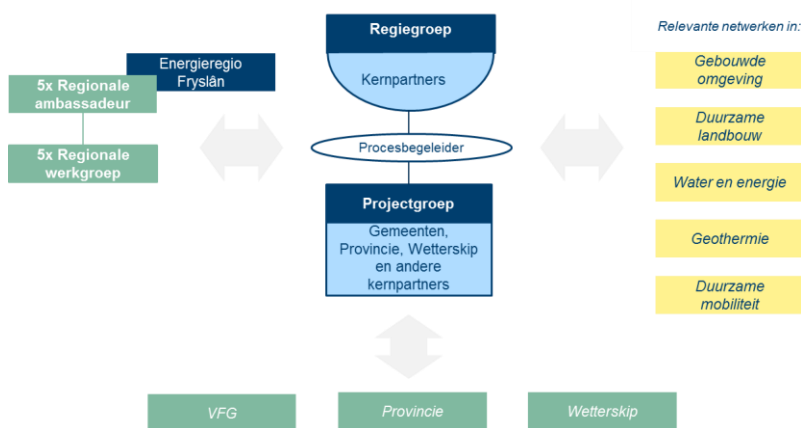 Regiegroep
Kernpartners
Procesbegeleider
Projectgroep
Gemeenten,
Provincie, Wetterskip
en andere
kernpartners
Energieregio
Fryslân
5x Regionale
ambassadeur
5x Regionale
werkgroep
Relevante netwerken in:
Gebouwde
omgeving
Duurzame
landbouw
Water en energie
Geothermie
Duurzame
mobiliteit
VFG
Provincie
Wetterskip